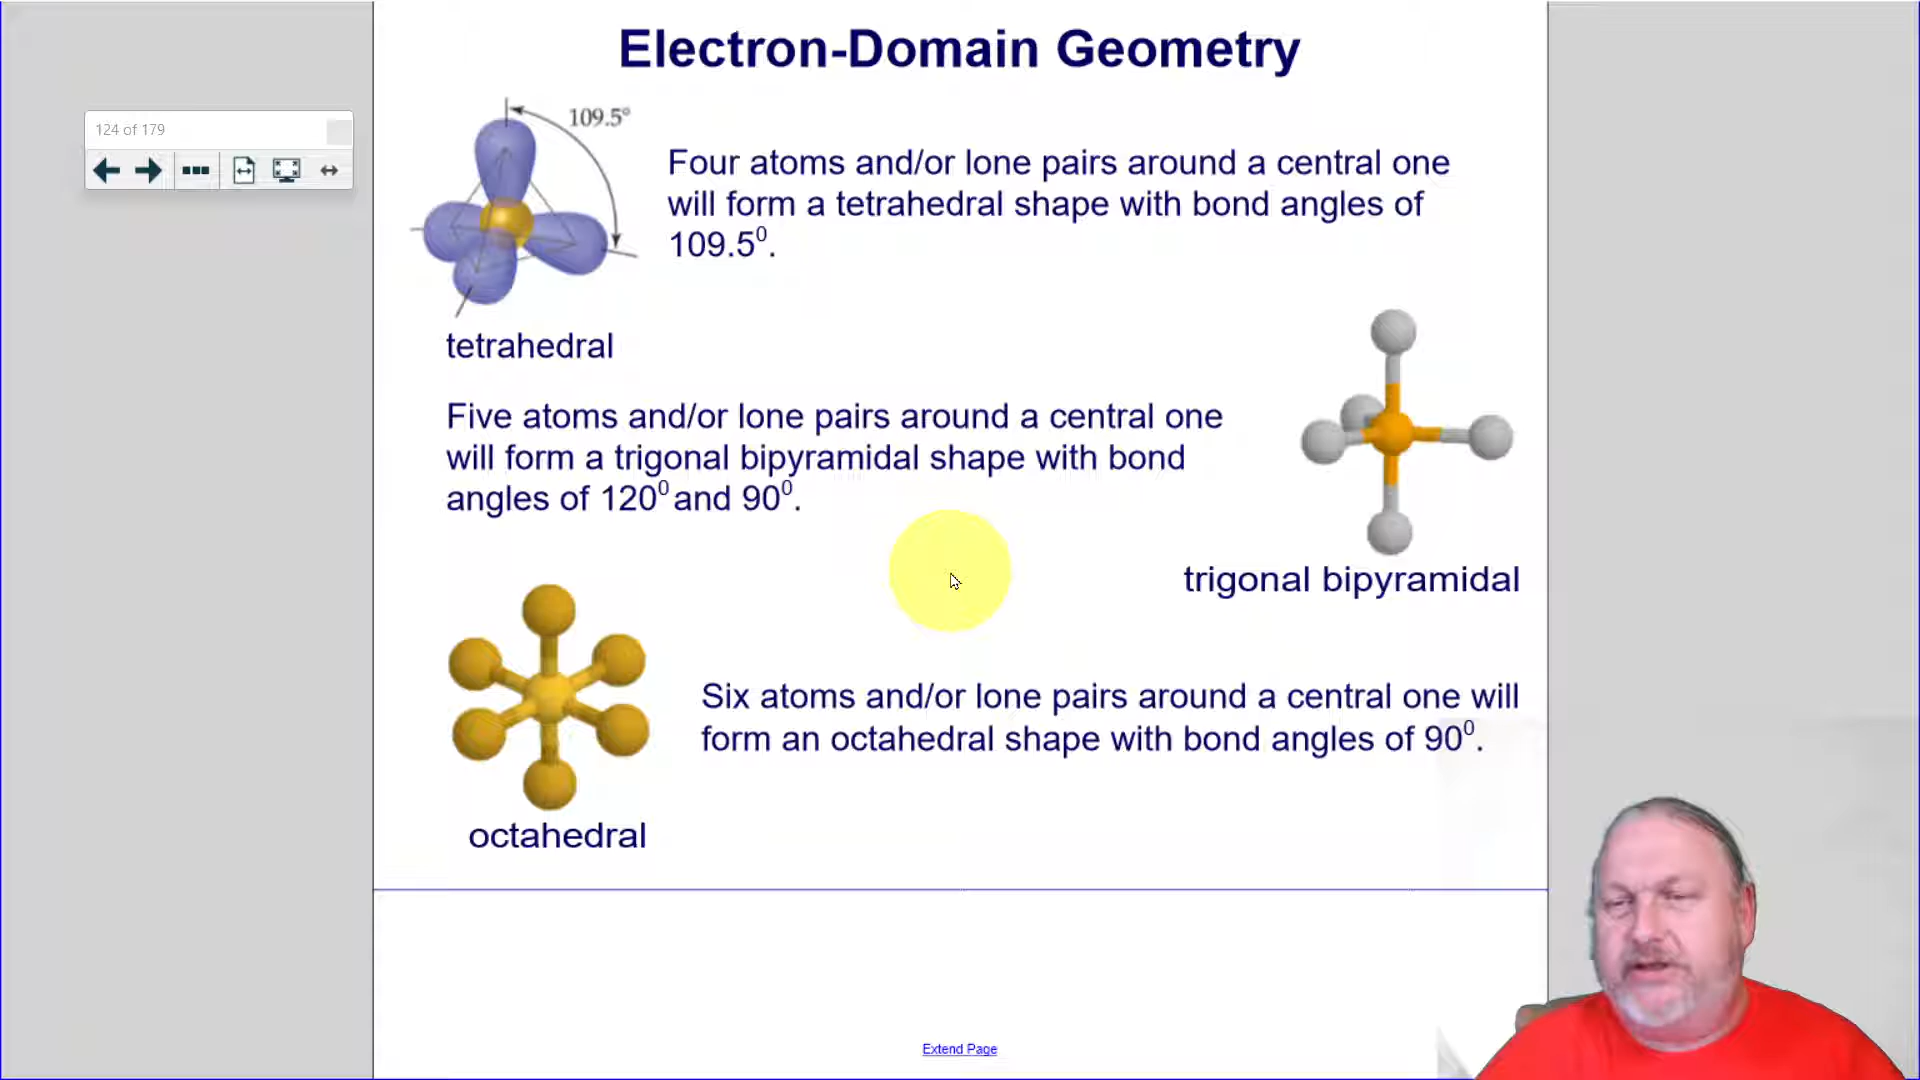 Electron-Domain Geometry
124 of 179
109.5°
Four atoms and/or lone pairs around a central one
will form a tetrahedral shape with bond angles of
109.5⁰.
tetrahedral
Five atoms and/or lone pairs around a central one
will form a trigonal bipyramidal shape with bond
angles of 120⁰ and 90⁰.
trigonal bipyramidal
Six atoms and/or lone pairs around a central one will
form an octahedral shape with bond angles of 90⁰.
octahedral
Extend Page